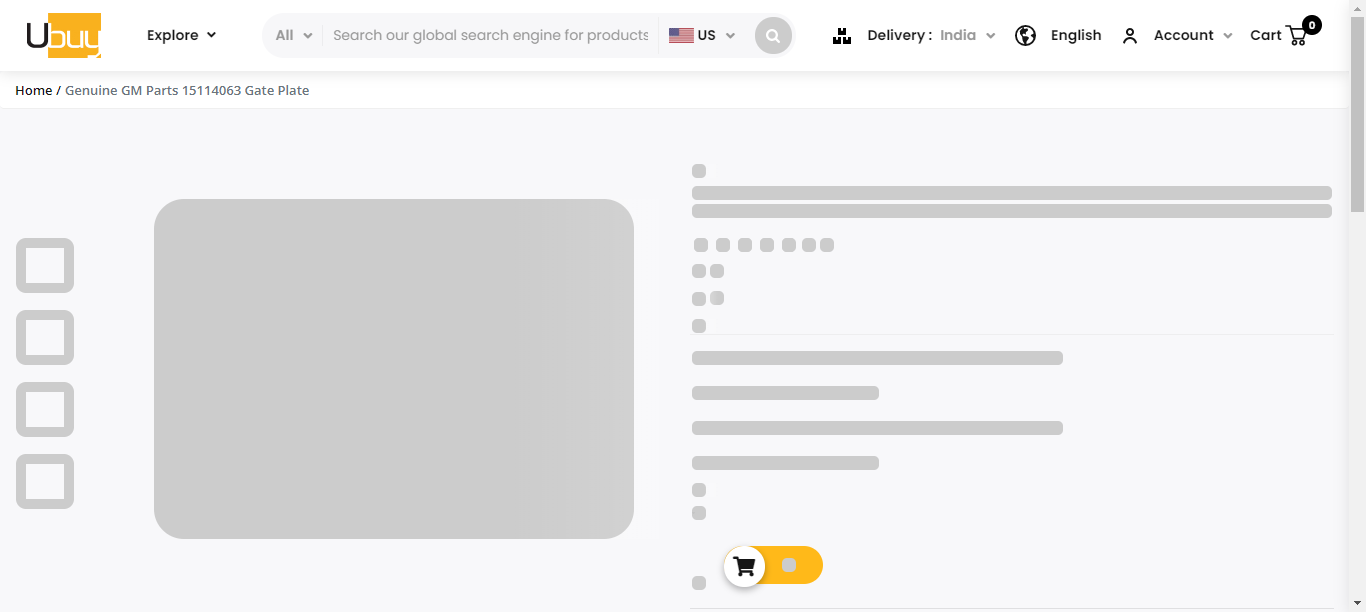 Ubuy
Explore
All
Search our global search engine for products
US
Delivery : India
English
Account
Cart
0
Home / Genuine GM Parts 15114063 Gate Plate